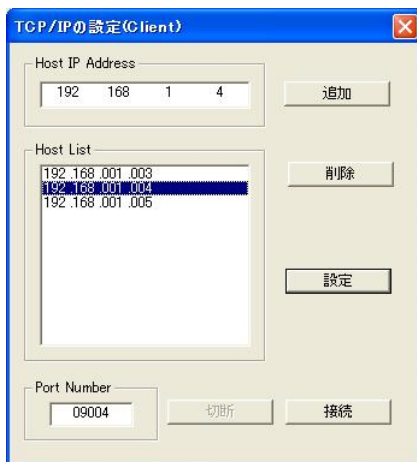 TCP/IPの設定(Client)
Host IP Address
192 168 1 4
追加
Host List
192 .168 .001 .003
192 .168 .001 .004
192 .168 .001 .005
削除
設定
Port Number
09004
切断
接続